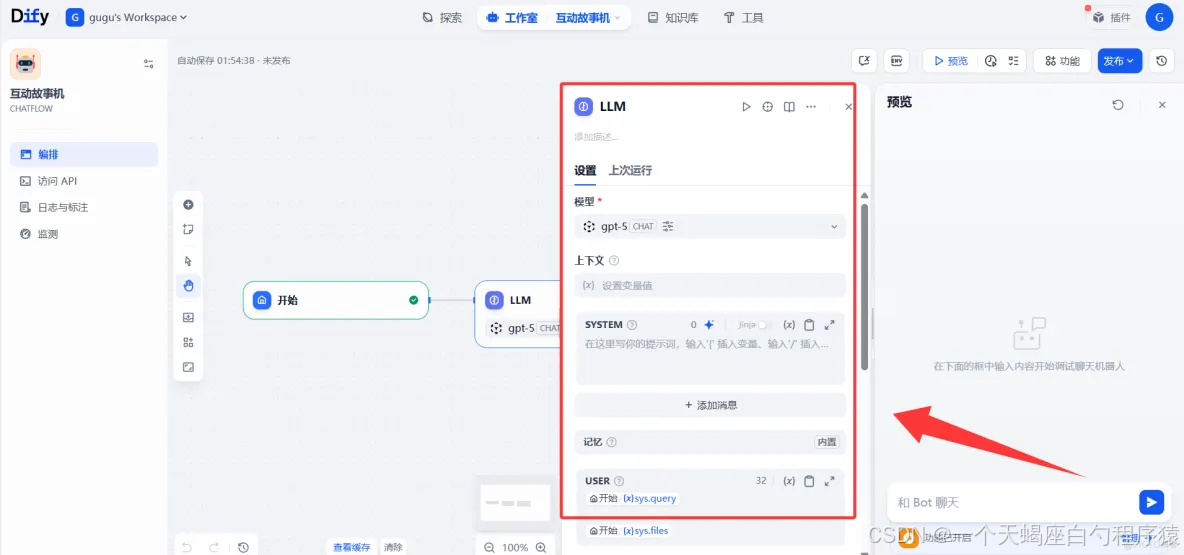 Dify
G gugu's Workspace
探索
工作室
互动故事机
知识库
工具
插件
G
互动故事机
CHATFLOW
编排
访问 API
日志与标注
监测
自动保存 01:54:38 · 未发布
ENV
预览
功能
发布
开始
LLM
gpt-5 CHAT
LLM
添加描述...
设置 上次运行
模型 *
gpt-5 CHAT
上下文
(x) 设置变量值
SYSTEM 0 Jinja (x)
在这里写你的提示词，输入'{' 插入变量、输入'/' 插入...
+ 添加消息
记忆 内置
USER 32 (x)
开始 (x)sys.query
开始 (x)sys.files
查看缓存 清除
100%
预览
在下面的框中输入内容开始调试聊天机器人
和 Bot 聊天
功能已开启
管理
CSDN @一个天蝎座白勺程序猿